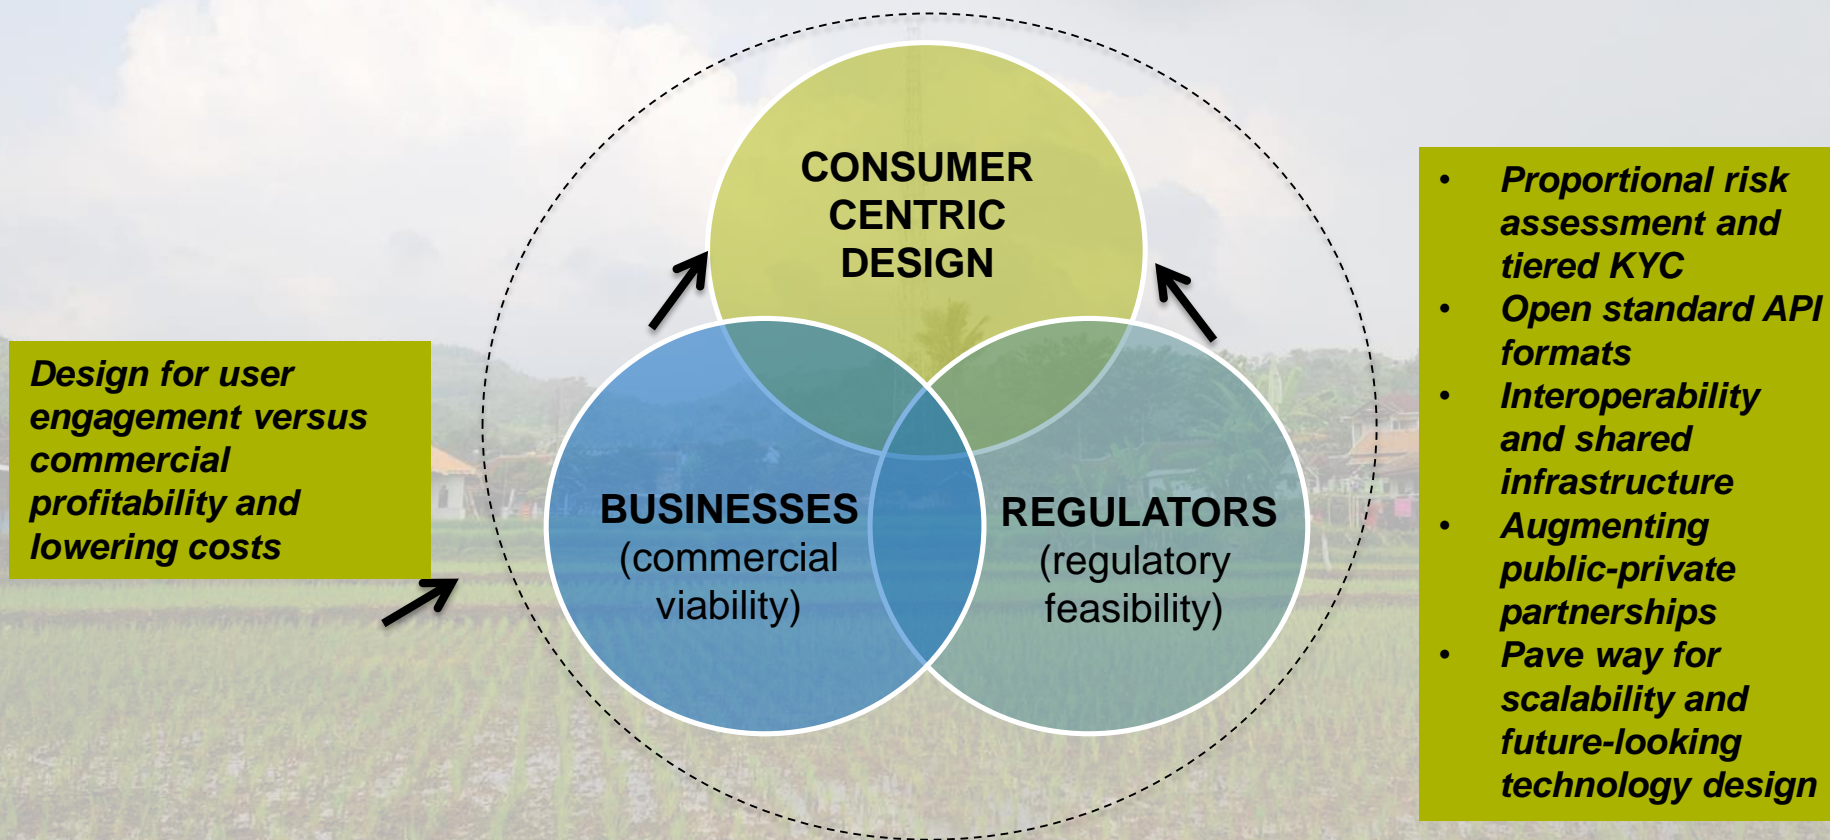 CONSUMER
CENTRIC
DESIGN
Design for user
engagement versus
commercial
profitability and
lowering costs
BUSINESSES
(commercial
viability)
REGULATORS
(regulatory
feasibility)
• Proportional risk
assessment and
tiered KYC
• Open standard API
formats
• Interoperability
and shared
infrastructure
• Augmenting
public-private
partnerships
• Pave way for
scalability and
future-looking
technology design